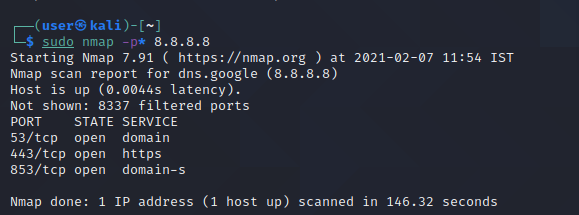 ┌──(user㉿kali)-[~]
└─$ sudo nmap -p* 8.8.8.8
Starting Nmap 7.91 ( https://nmap.org ) at 2021-02-07 11:54 IST
Nmap scan report for dns.google (8.8.8.8)
Host is up (0.0044s latency).
Not shown: 8337 filtered ports
PORT    STATE SERVICE
53/tcp  open  domain
443/tcp open  https
853/tcp open  domain-s
Nmap done: 1 IP address (1 host up) scanned in 146.32 seconds